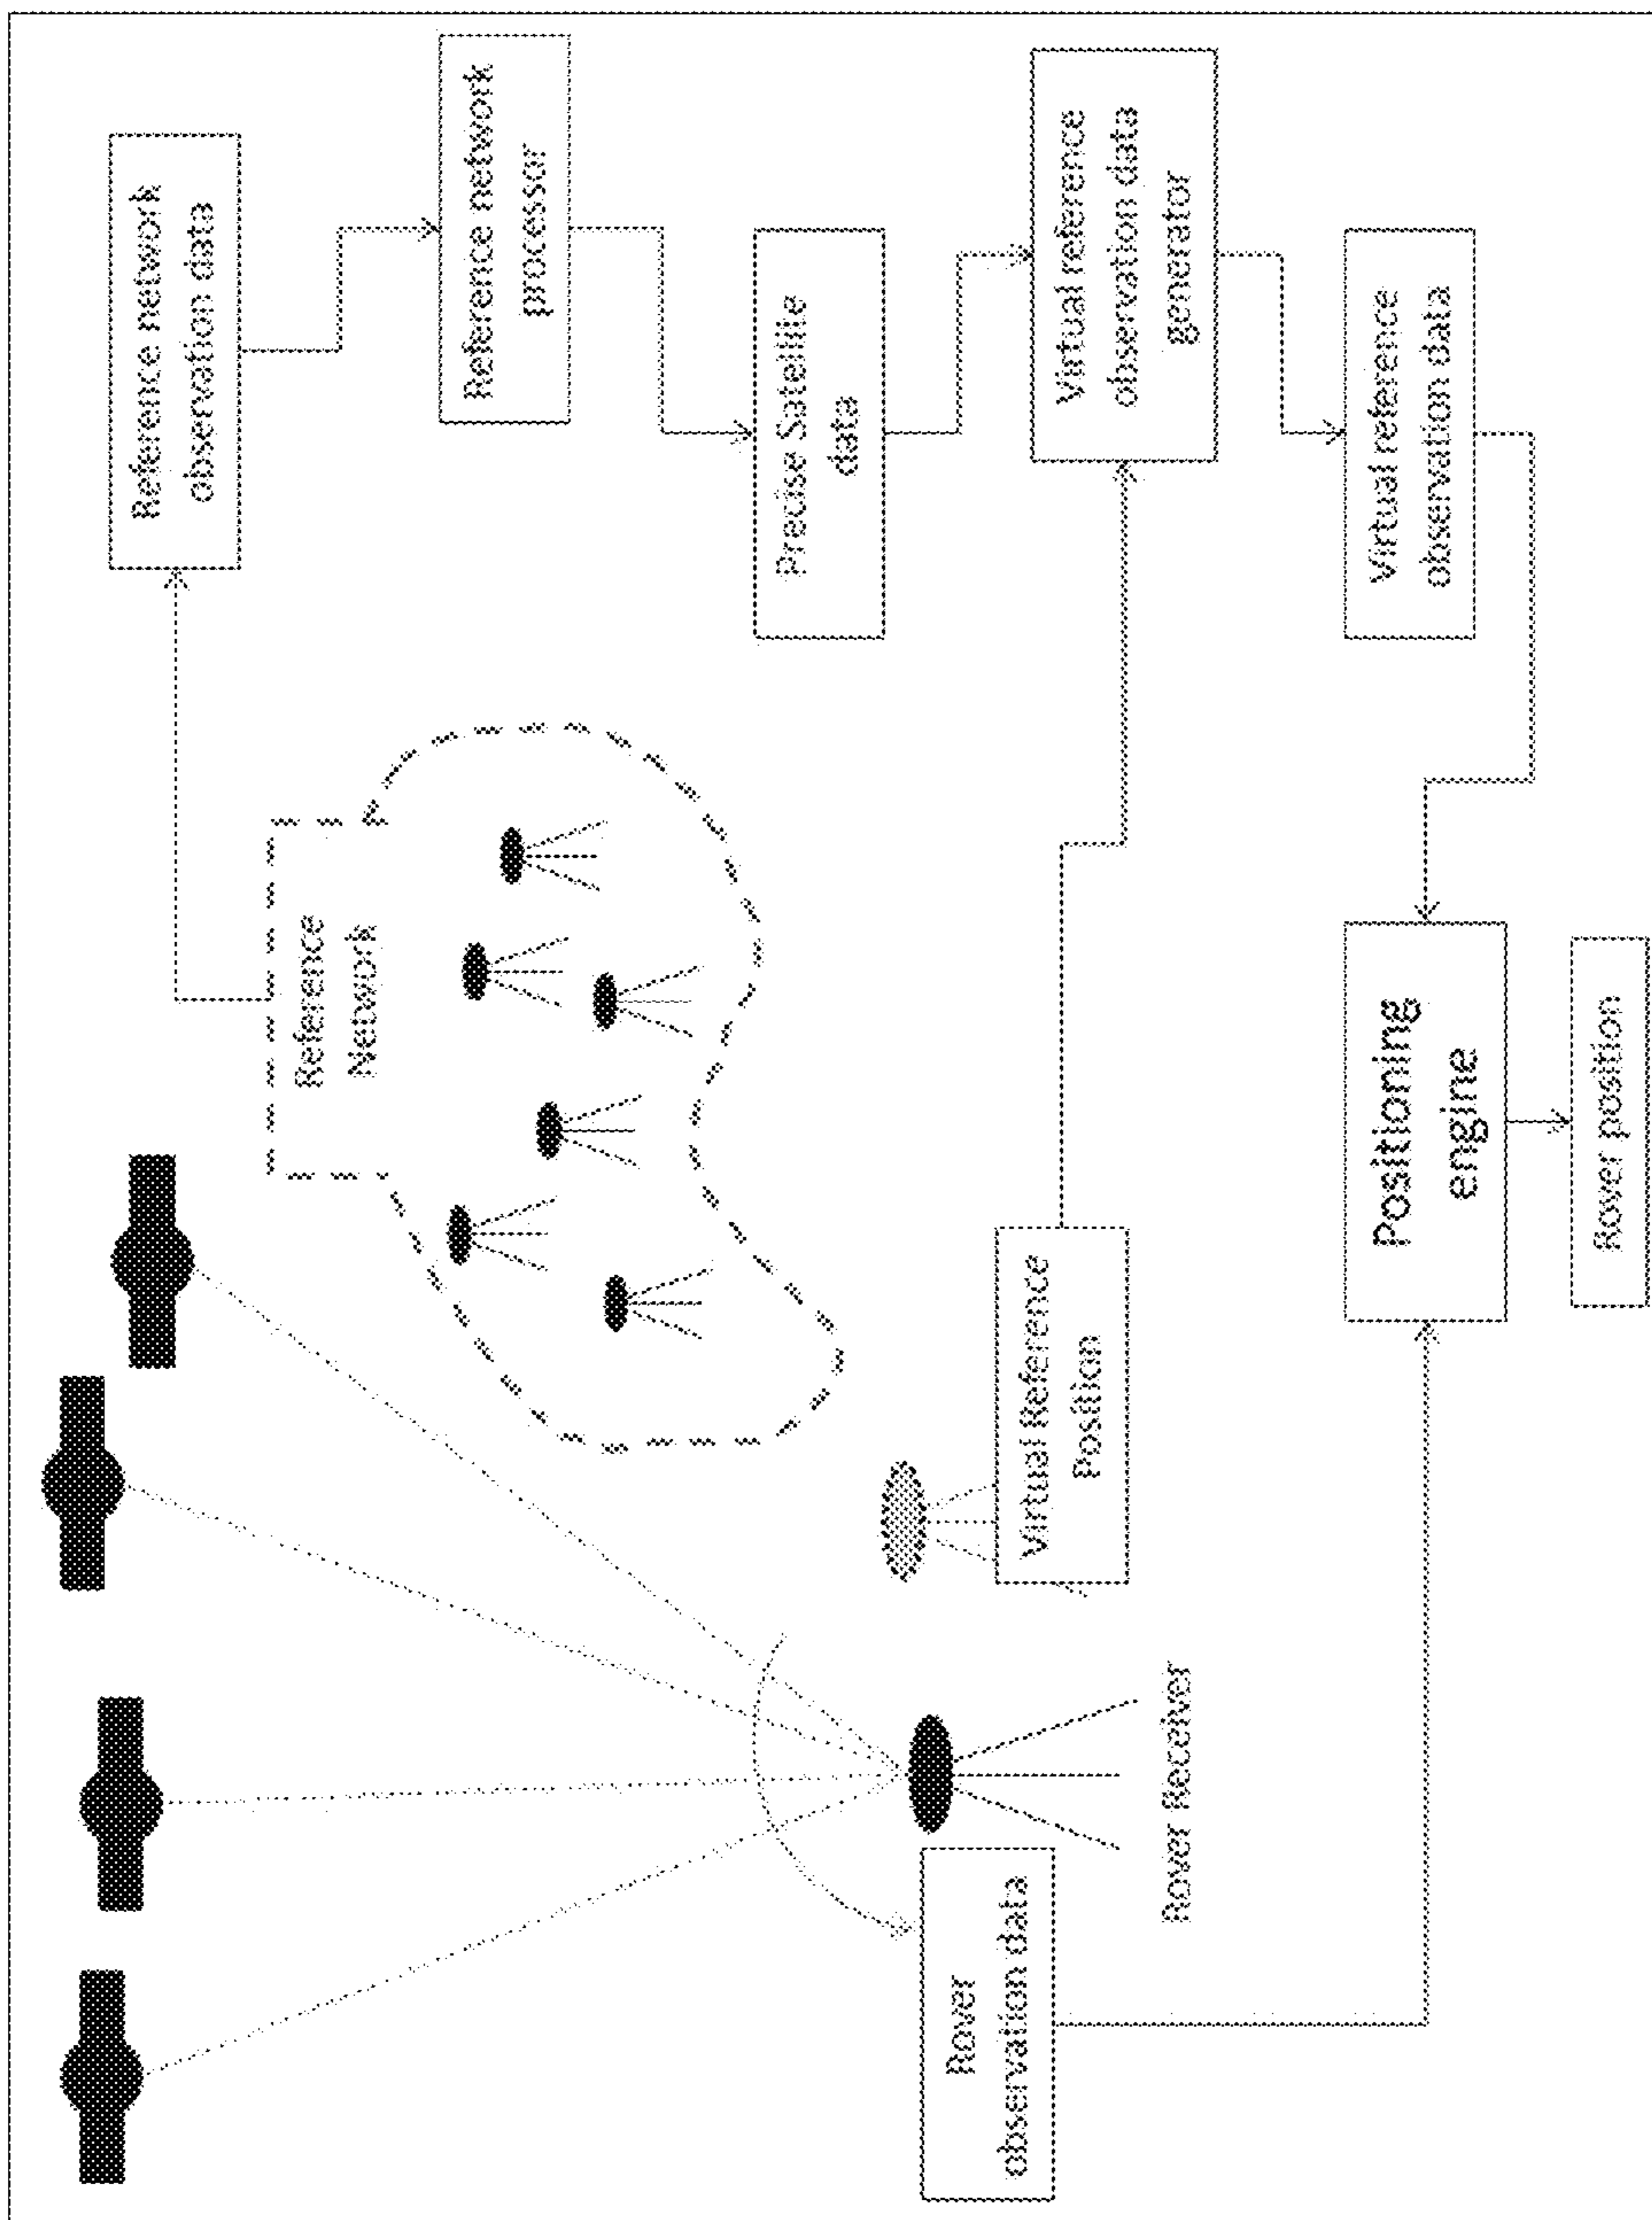 Reference network
observation data
Reference network
processor
Reference
Network
Precise Satellite
data
Virtual reference
observation data
generator
Virtual Reference
Position
Rover
observation data
Rover Receiver
Virtual reference
observation data
Positioning
engine
Rover position